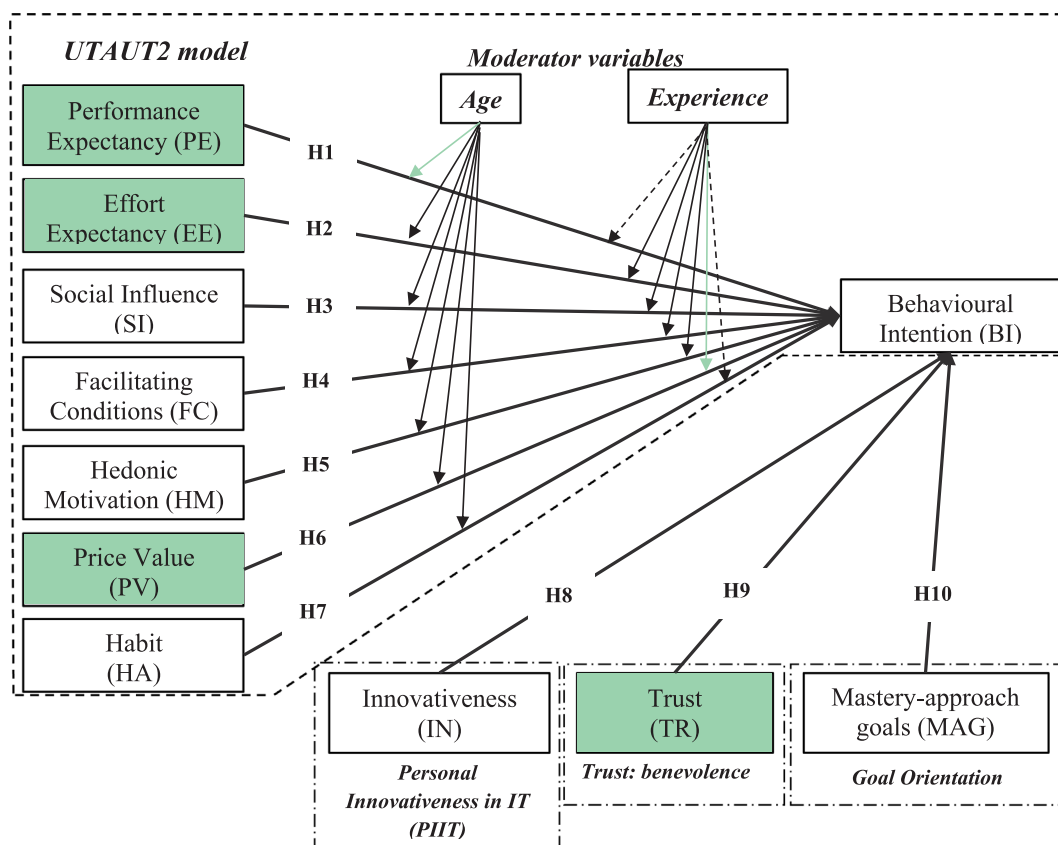 UTAUT2 model
Moderator variables
Age
Experience
Performance
Expectancy (PE)
Effort
Expectancy (EE)
Social Influence
(SI)
Facilitating
Conditions (FC)
Hedonic
Motivation (HM)
Price Value
(PV)
Habit
(HA)
H1
H2
H3
H4
H5
H6
H7
Behavioural
Intention (BI)
H8
H9
H10
Innovativeness
(IN)
Personal
Innovativeness in IT
(PIIT)
Trust
(TR)
Trust: benevolence
Mastery-approach
goals (MAG)
Goal Orientation